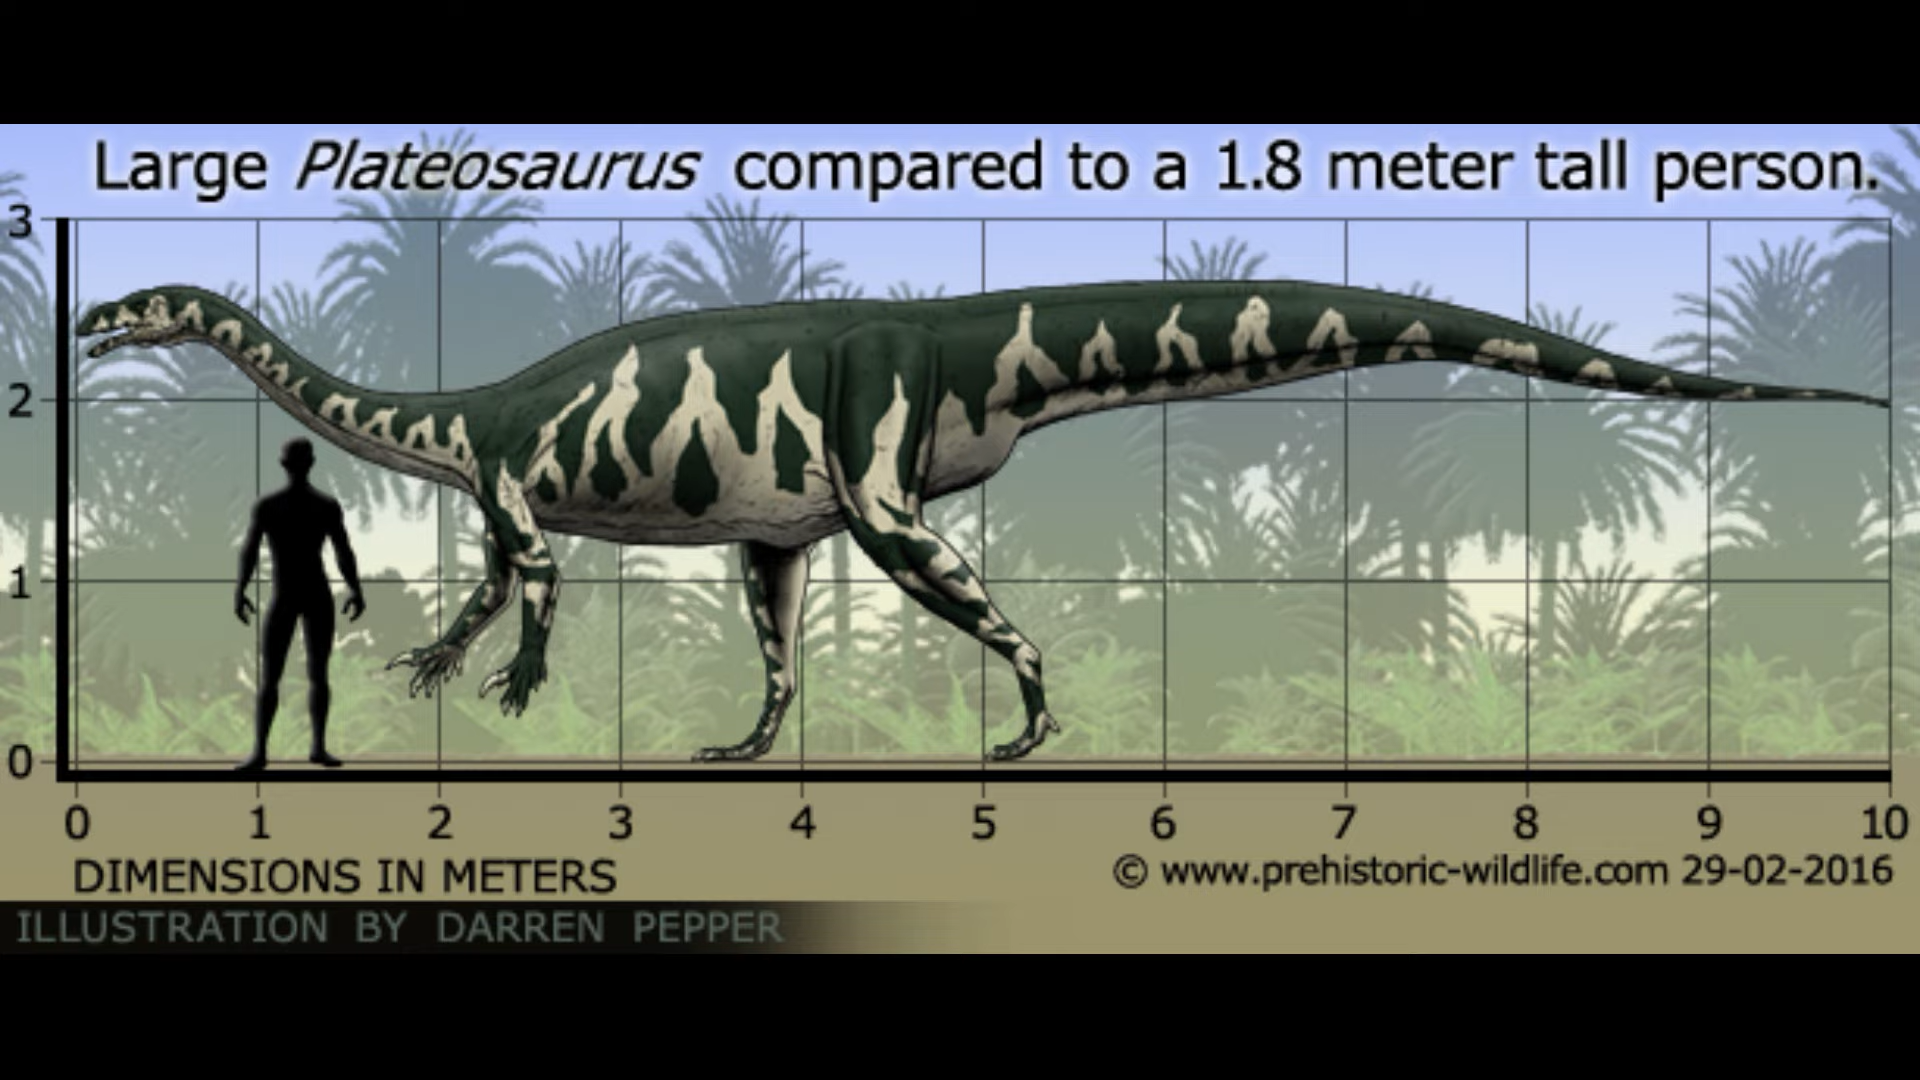 Large Plateosaurus compared to a 1.8 meter tall person.
3
2
1
0
0 1 2 3 4 5 6 7 8 9 10
DIMENSIONS IN METERS
© www.prehistoric-wildlife.com 29-02-2016
ILLUSTRATION BY DARREN PEPPER